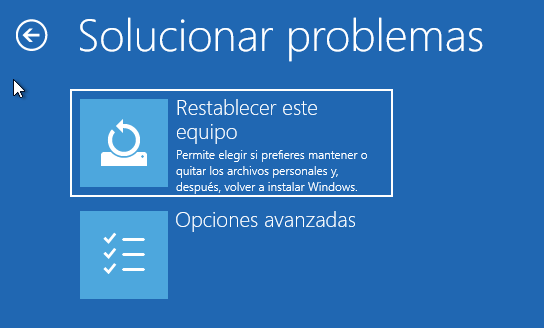 Solucionar problemas
Restablecer este
equipo
Permite elegir si prefieres mantener o
quitar los archivos personales y,
después, volver a instalar Windows.
Opciones avanzadas